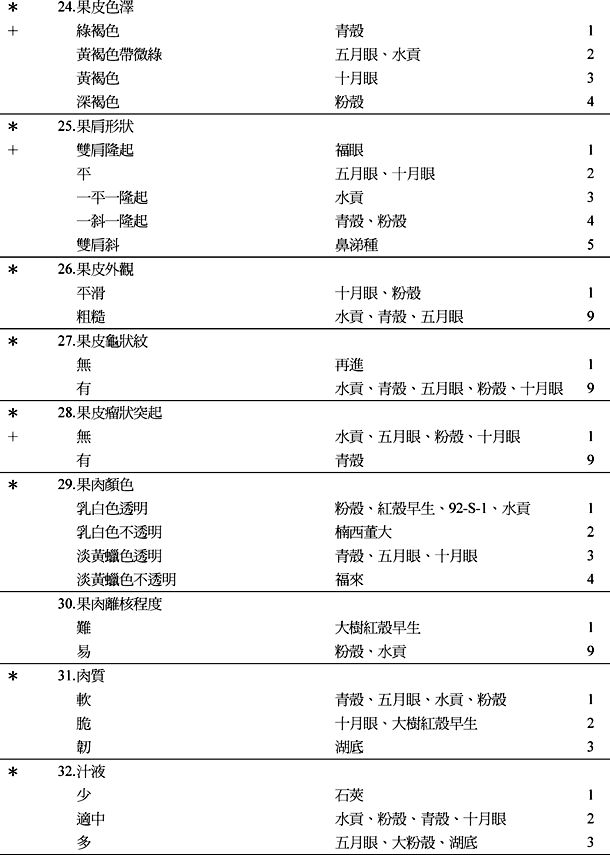 ＊ 24.果皮色澤
＋ 綠褐色 青殼 1
黃褐色帶微綠 五月眼、水貢 2
黃褐色 十月眼 3
深褐色 粉殼 4
＊ 25.果肩形狀
＋ 雙肩隆起 福眼 1
平 五月眼、十月眼 2
一平一隆起 水貢 3
一斜一隆起 青殼、粉殼 4
雙肩斜 鼻涕種 5
＊ 26.果皮外觀
平滑 十月眼、粉殼 1
粗糙 水貢、青殼、五月眼 9
＊ 27.果皮龜狀紋
無 再進 1
有 水貢、青殼、五月眼、粉殼、十月眼 9
＊ 28.果皮瘤狀突起
＋ 無 水貢、五月眼、粉殼、十月眼 1
有 青殼 9
＊ 29.果肉顏色
乳白色透明 粉殼、紅殼早生、92-S-1、水貢 1
乳白色不透明 楠西董大 2
淡黃蠟色透明 青殼、五月眼、十月眼 3
淡黃蠟色不透明 福來 4
30.果肉離核程度
難 大樹紅殼早生 1
易 粉殼、水貢 9
＊ 31.肉質
軟 青殼、五月眼、水貢、粉殼 1
脆 十月眼、大樹紅殼早生 2
韌 湖底 3
＊ 32.汁液
少 石莢 1
適中 水貢、粉殼、青殼、十月眼 2
多 五月眼、大粉殼、湖底 3